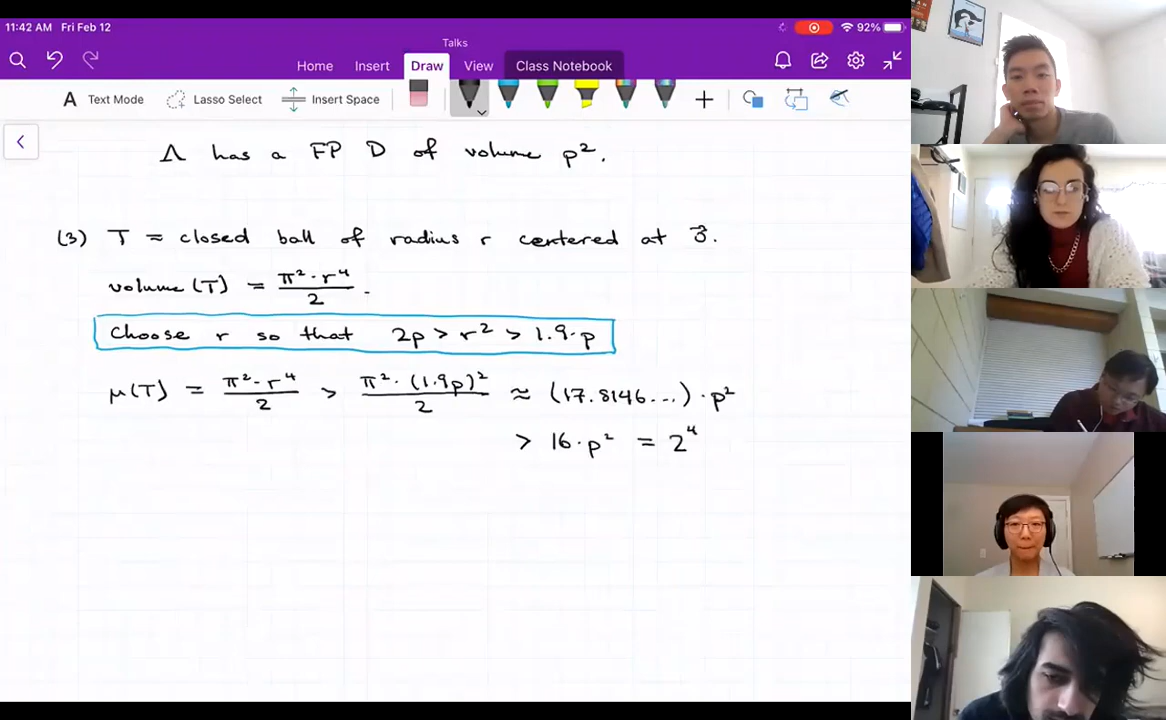 11:42 AM Fri Feb 12
92%
Talks
Home Insert Draw View Class Notebook
A Text Mode Lasso Select Insert Space
Λ has a FP D of volume p².
(3) T = closed ball of radius r centered at 0⃗.
volume (T) = π²·r⁴/2.
Choose r so that 2p > r² > 1.9·p
μ(T) = π²·r⁴/2 > π²·(1.9p)²/2 ≈ (17.8146...)·p²
> 16·p² = 2⁴